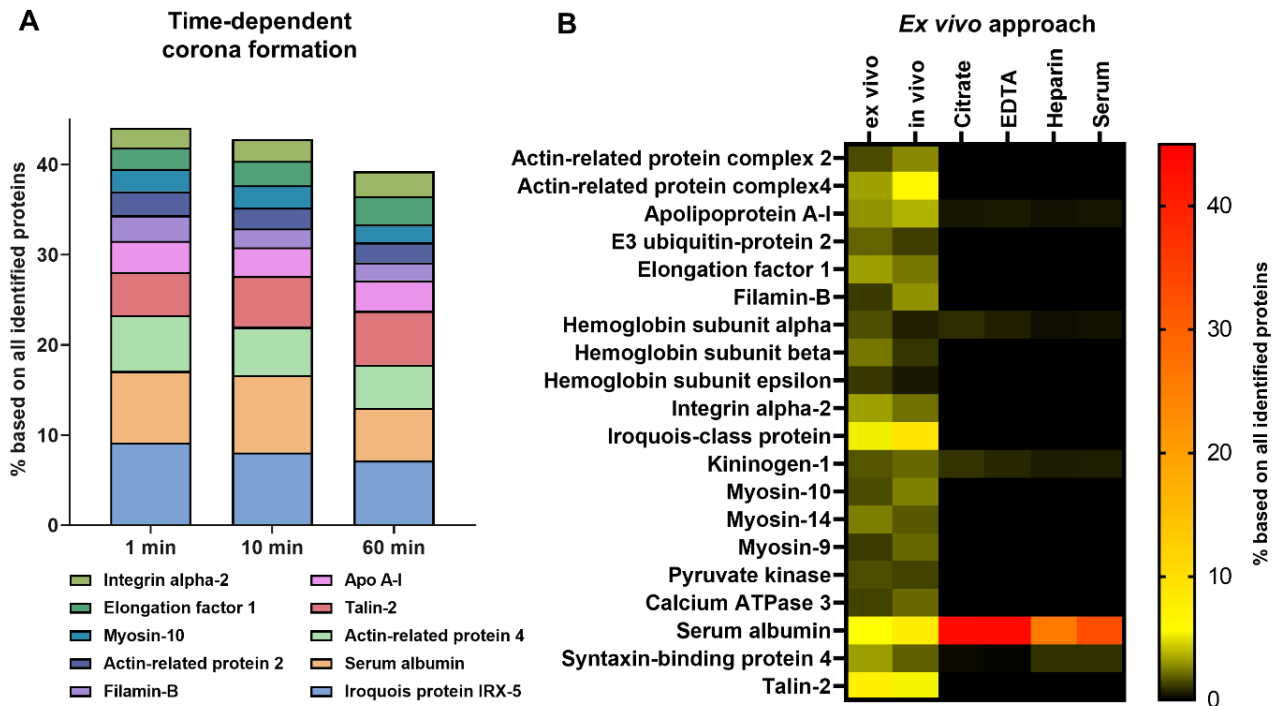 A
Time-dependent
corona formation
% based on all identified proteins
40
30
20
10
0
1 min
10 min
60 min
Integrin alpha-2
Elongation factor 1
Myosin-10
Actin-related protein 2
Filamin-B
Apo A-I
Talin-2
Actin-related protein 4
Serum albumin
Iroquois protein IRX-5
B
Ex vivo approach
ex vivo
in vivo
Citrate
EDTA
Heparin
Serum
Actin-related protein complex 2
Actin-related protein complex4
Apolipoprotein A-I
E3 ubiquitin-protein 2
Elongation factor 1
Filamin-B
Hemoglobin subunit alpha
Hemoglobin subunit beta
Hemoglobin subunit epsilon
Integrin alpha-2
Iroquois-class protein
Kininogen-1
Myosin-10
Myosin-14
Myosin-9
Pyruvate kinase
Calcium ATPase 3
Serum albumin
Syntaxin-binding protein 4
Talin-2
40
30
20
10
0
% based on all identified proteins